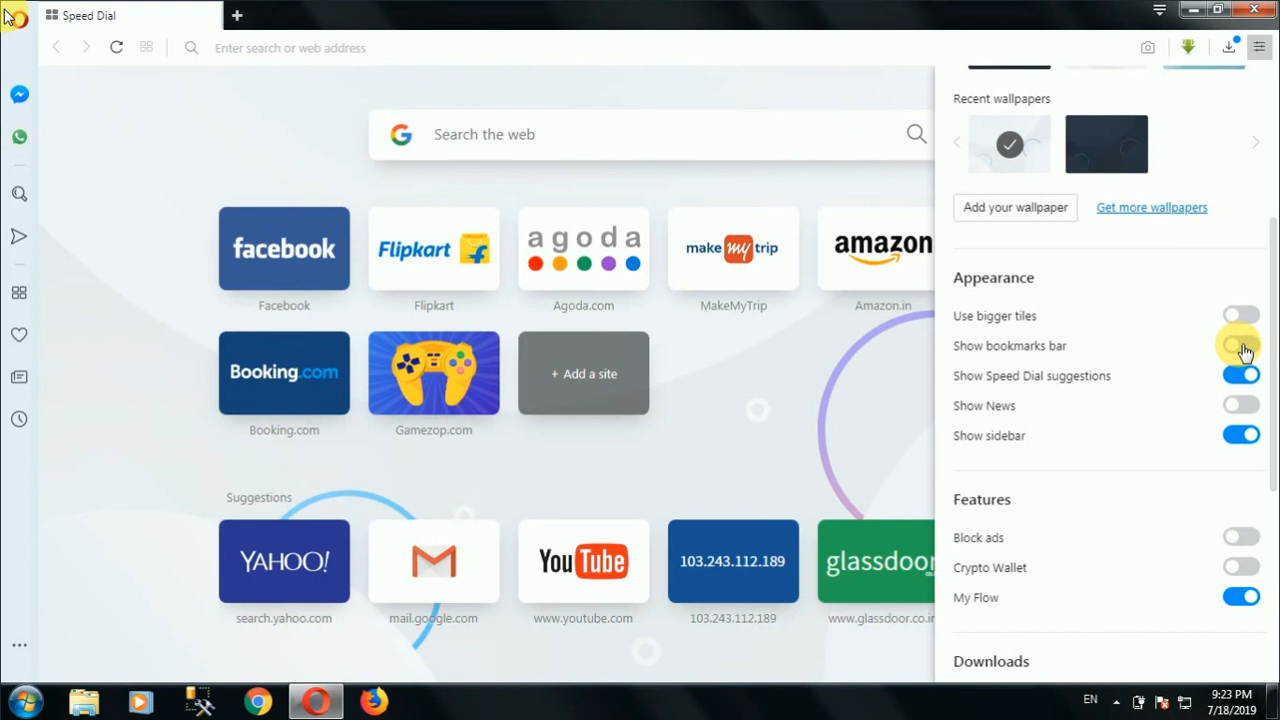 Speed Dial
Enter search or web address
Search the web
facebook
Flipkart
agoda
make my trip
amazon
Facebook
Flipkart
Agoda.com
MakeMyTrip
Amazon.in
Booking.com
+ Add a site
Booking.com
Gamezop.com
Suggestions
YAHOO!
YouTube
103.243.112.189
glassdoor
search.yahoo.com
mail.google.com
www.youtube.com
103.243.112.189
www.glassdoor.co.in
Recent wallpapers
Add your wallpaper
Get more wallpapers
Appearance
Use bigger tiles
Show bookmarks bar
Show Speed Dial suggestions
Show News
Show sidebar
Features
Block ads
Crypto Wallet
My Flow
Downloads
EN
9:23 PM
7/18/2019